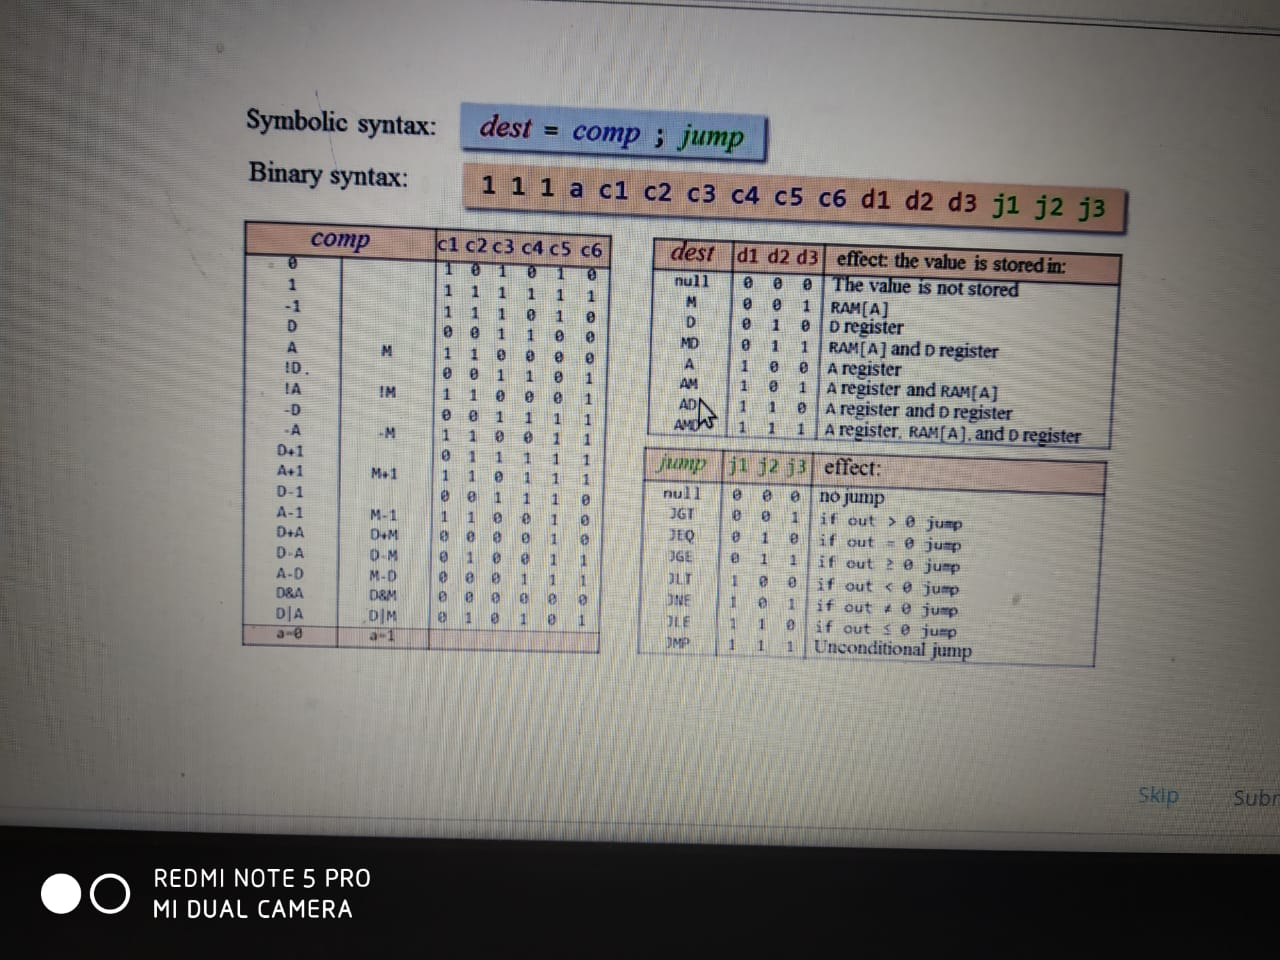 Symbolic syntax: dest = comp ; jump
Binary syntax: 1 1 1 a c1 c2 c3 c4 c5 c6 d1 d2 d3 j1 j2 j3
comp c1 c2 c3 c4 c5 c6
0 1 0 1 0 1 0
1 1 1 1 1 1 1
-1 1 1 1 0 1 0
D 0 0 1 1 0 0
A M 1 1 0 0 0 0
!D 0 0 1 1 0 1
!A !M 1 1 0 0 0 1
-D 0 0 1 1 1 1
-A -M 1 1 0 0 1 1
D+1 0 1 1 1 1 1
A+1 M+1 1 1 0 1 1 1
D-1 0 0 1 1 1 0
A-1 M-1 1 1 0 0 1 0
D+A D+M 0 0 0 0 1 0
D-A D-M 0 1 0 0 1 1
A-D M-D 0 0 0 1 1 1
D&A D&M 0 0 0 0 0 0
D|A D|M 0 1 0 1 0 1
a=0 a=1
dest d1 d2 d3 effect: the value is stored in:
null 0 0 0 The value is not stored
M 0 0 1 RAM[A]
D 0 1 0 D register
MD 0 1 1 RAM[A] and D register
A 1 0 0 A register
AM 1 0 1 A register and RAM[A]
AD 1 1 0 A register and D register
AMD 1 1 1 A register, RAM[A], and D register
jump j1 j2 j3 effect:
null 0 0 0 no jump
JGT 0 0 1 if out > 0 jump
JEQ 0 1 0 if out = 0 jump
JGE 0 1 1 if out ≥ 0 jump
JLT 1 0 0 if out < 0 jump
JNE 1 0 1 if out ≠ 0 jump
JLE 1 1 0 if out ≤ 0 jump
JMP 1 1 1 Unconditional jump
Skip
REDMI NOTE 5 PRO
MI DUAL CAMERA